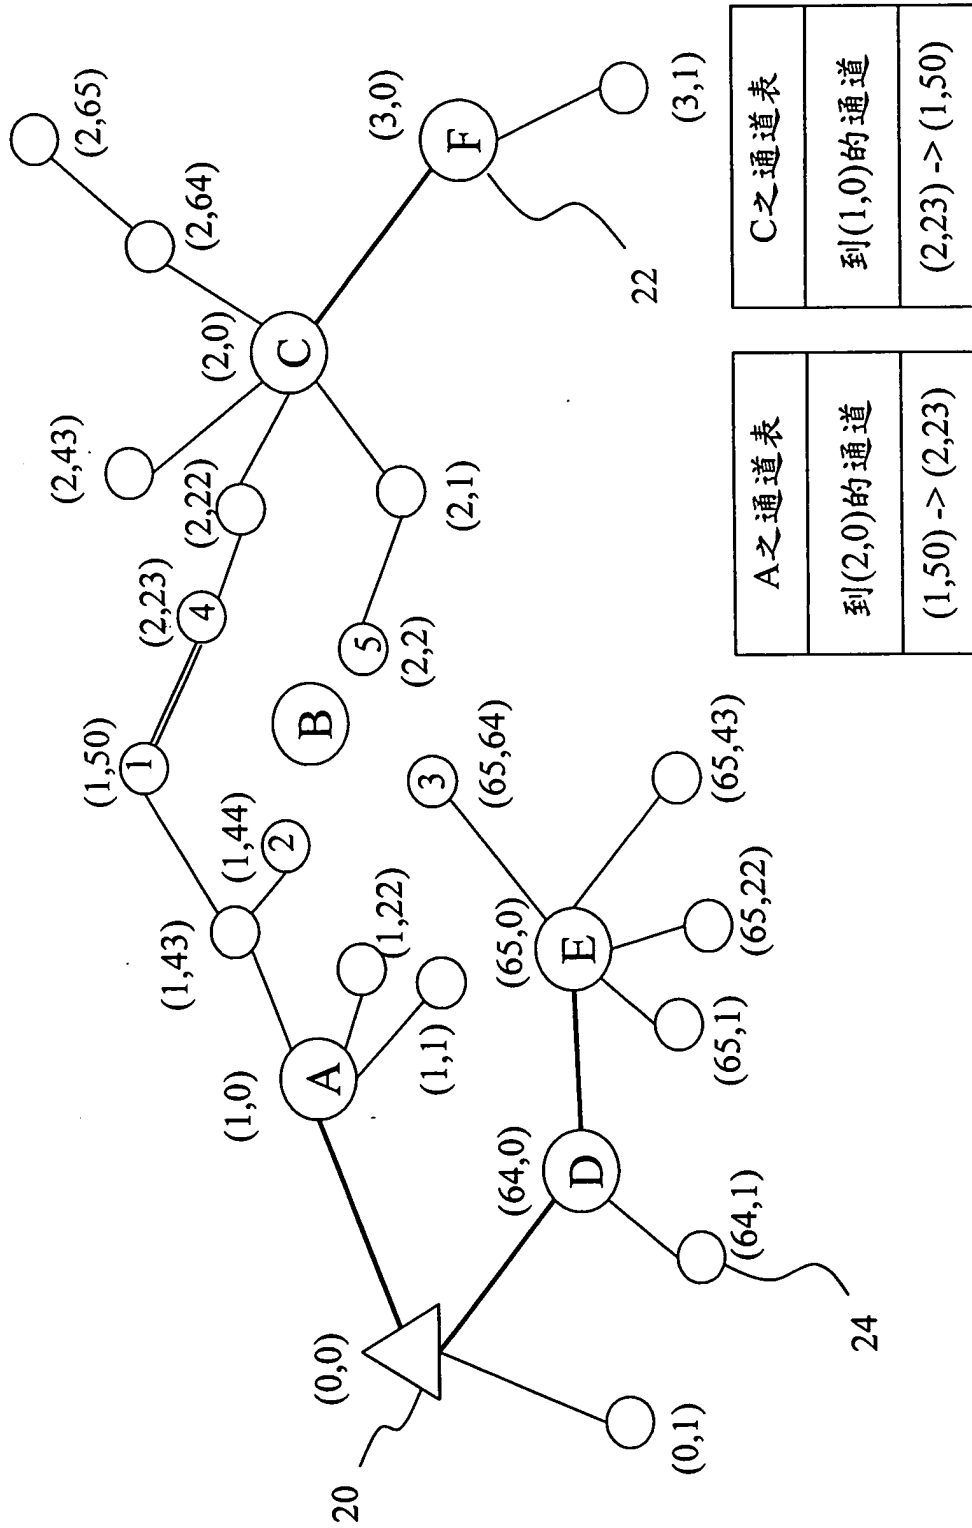 20
(0,0)
(0,1)
(1,0)
A
(1,1)
(1,22)
(1,43)
(1,44)
2
(1,50)
1
(2,23)
4
(2,22)
(2,43)
(2,0)
C
(2,64)
(2,65)
(2,1)
(2,2)
5
B
(3,0)
F
(3,1)
22
(64,0)
D
(64,1)
24
(65,0)
E
(65,1)
(65,22)
(65,43)
(65,64)
3
A之通道表
到(2,0)的通道
(1,50) -> (2,23)
C之通道表
到(1,0)的通道
(2,23) -> (1,50)